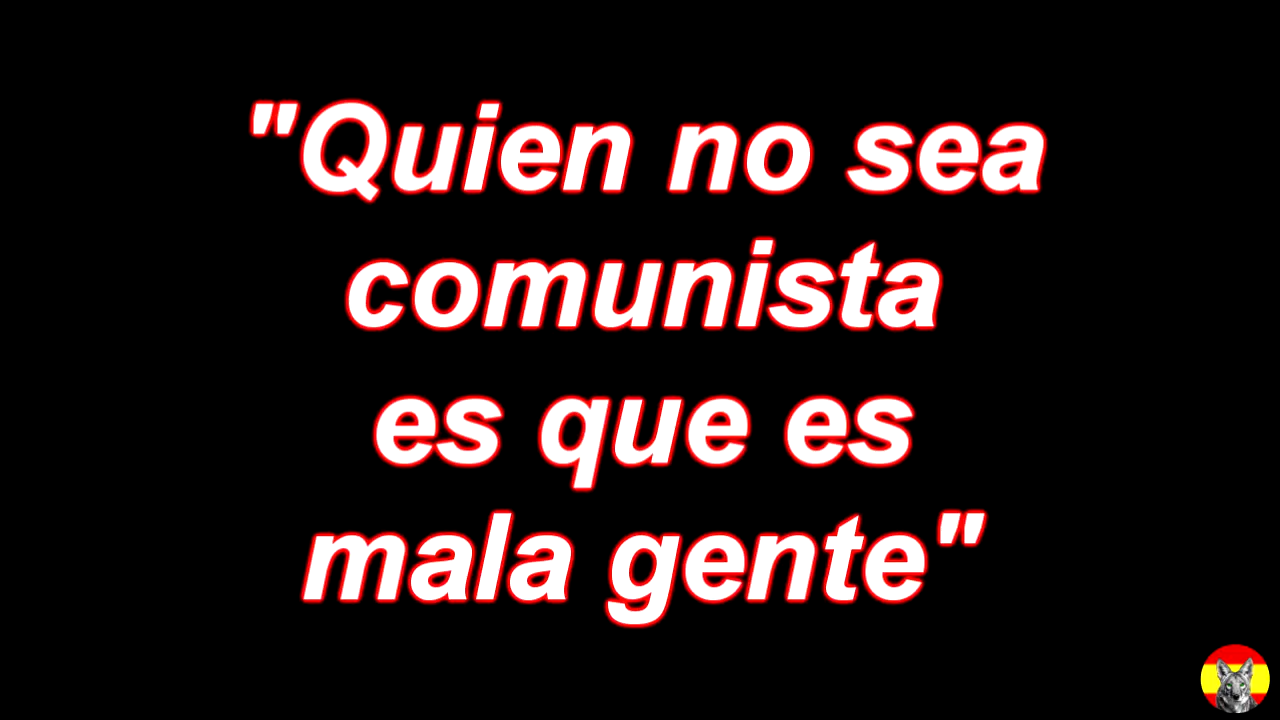 "Quien no sea
comunista
es que es
mala gente"